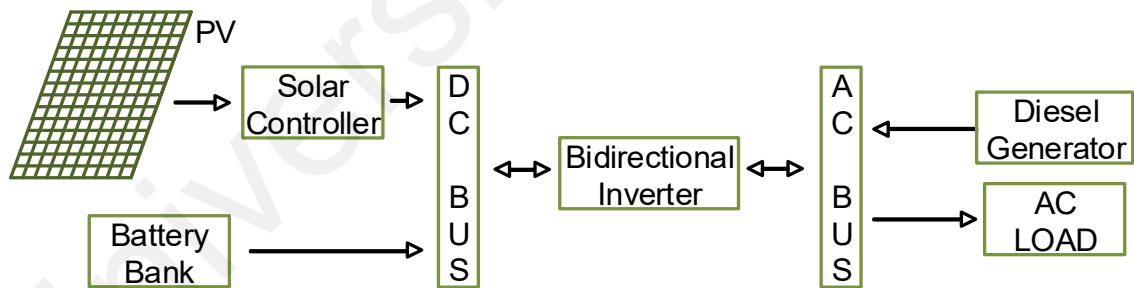 PV
Solar
Controller
D
C
B
U
S
Bidirectional
Inverter
A
C
B
U
S
Diesel
Generator
Battery
Bank
AC
LOAD